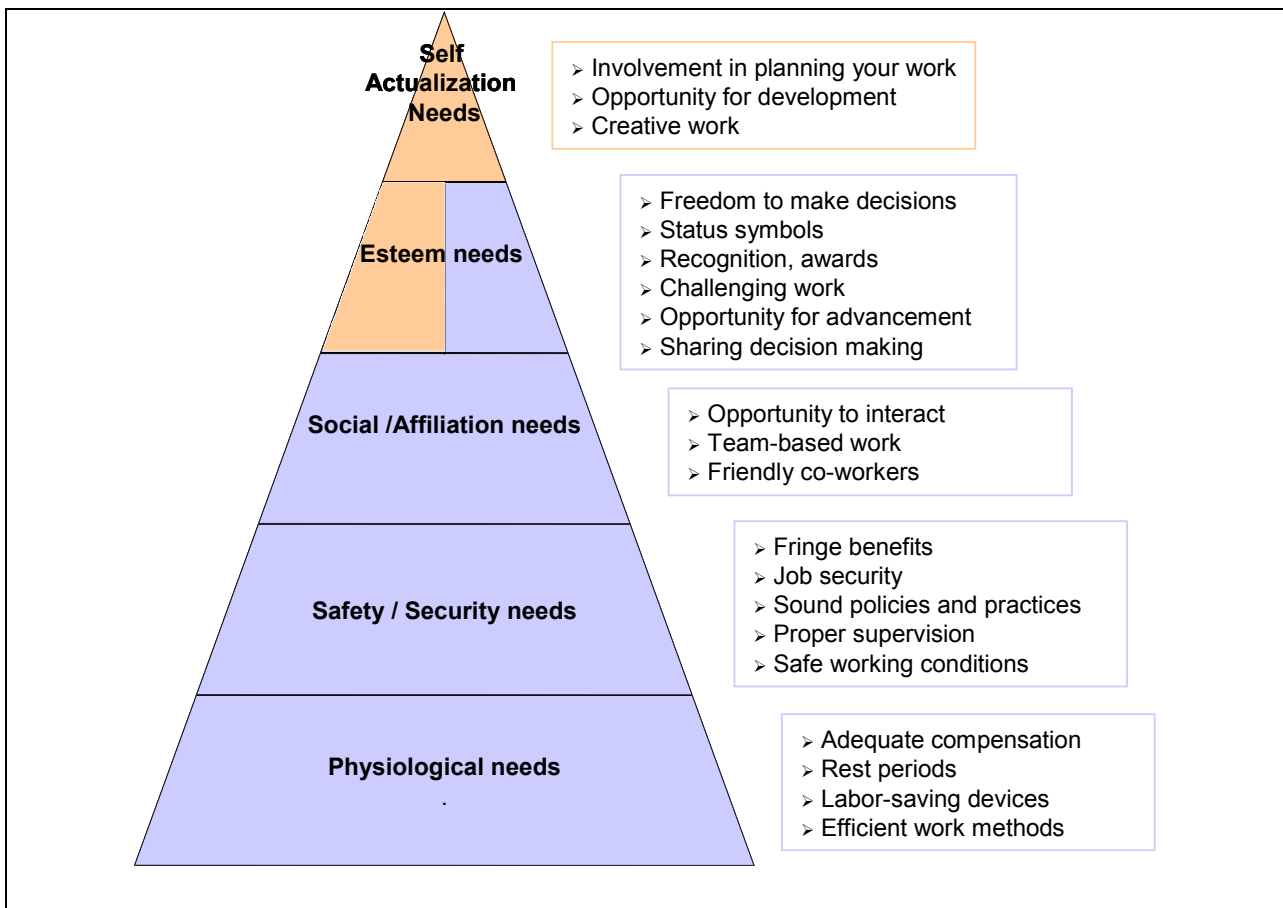 Self
Actualization
Needs
➢ Involvement in planning your work
➢ Opportunity for development
➢ Creative work
Esteem needs
➢ Freedom to make decisions
➢ Status symbols
➢ Recognition, awards
➢ Challenging work
➢ Opportunity for advancement
➢ Sharing decision making
Social /Affiliation needs
➢ Opportunity to interact
➢ Team-based work
➢ Friendly co-workers
Safety / Security needs
➢ Fringe benefits
➢ Job security
➢ Sound policies and practices
➢ Proper supervision
➢ Safe working conditions
Physiological needs
.
➢ Adequate compensation
➢ Rest periods
➢ Labor-saving devices
➢ Efficient work methods